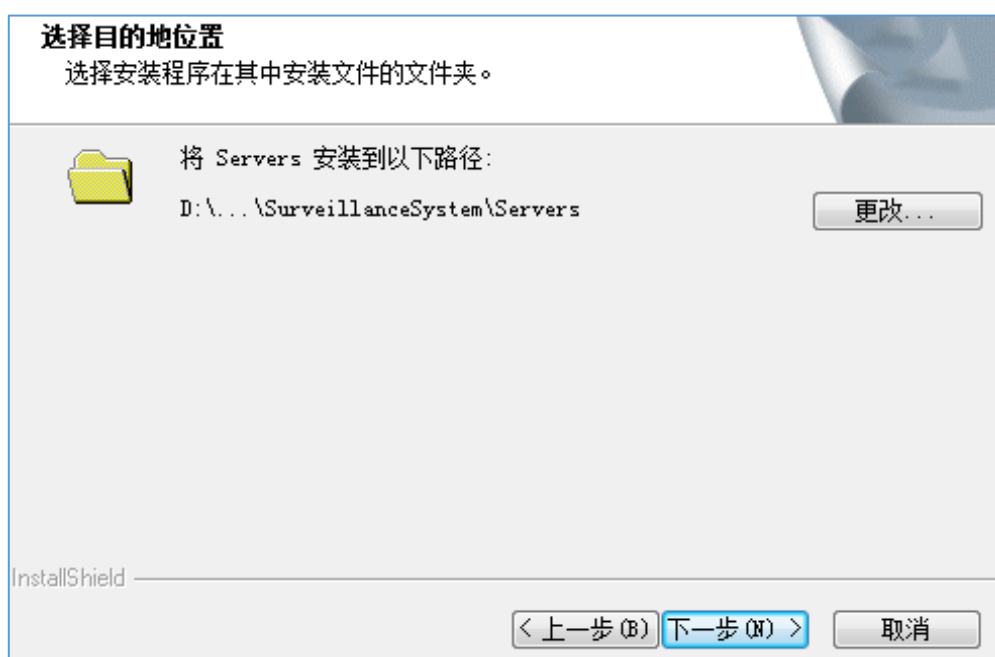 选择目的地位置
选择安装程序在其中安装文件的文件夹。
将 Servers 安装到以下路径:
D:\...\SurveillanceSystem\Servers
更改...
InstallShield
< 上一步(B)
下一步(N) >
取消